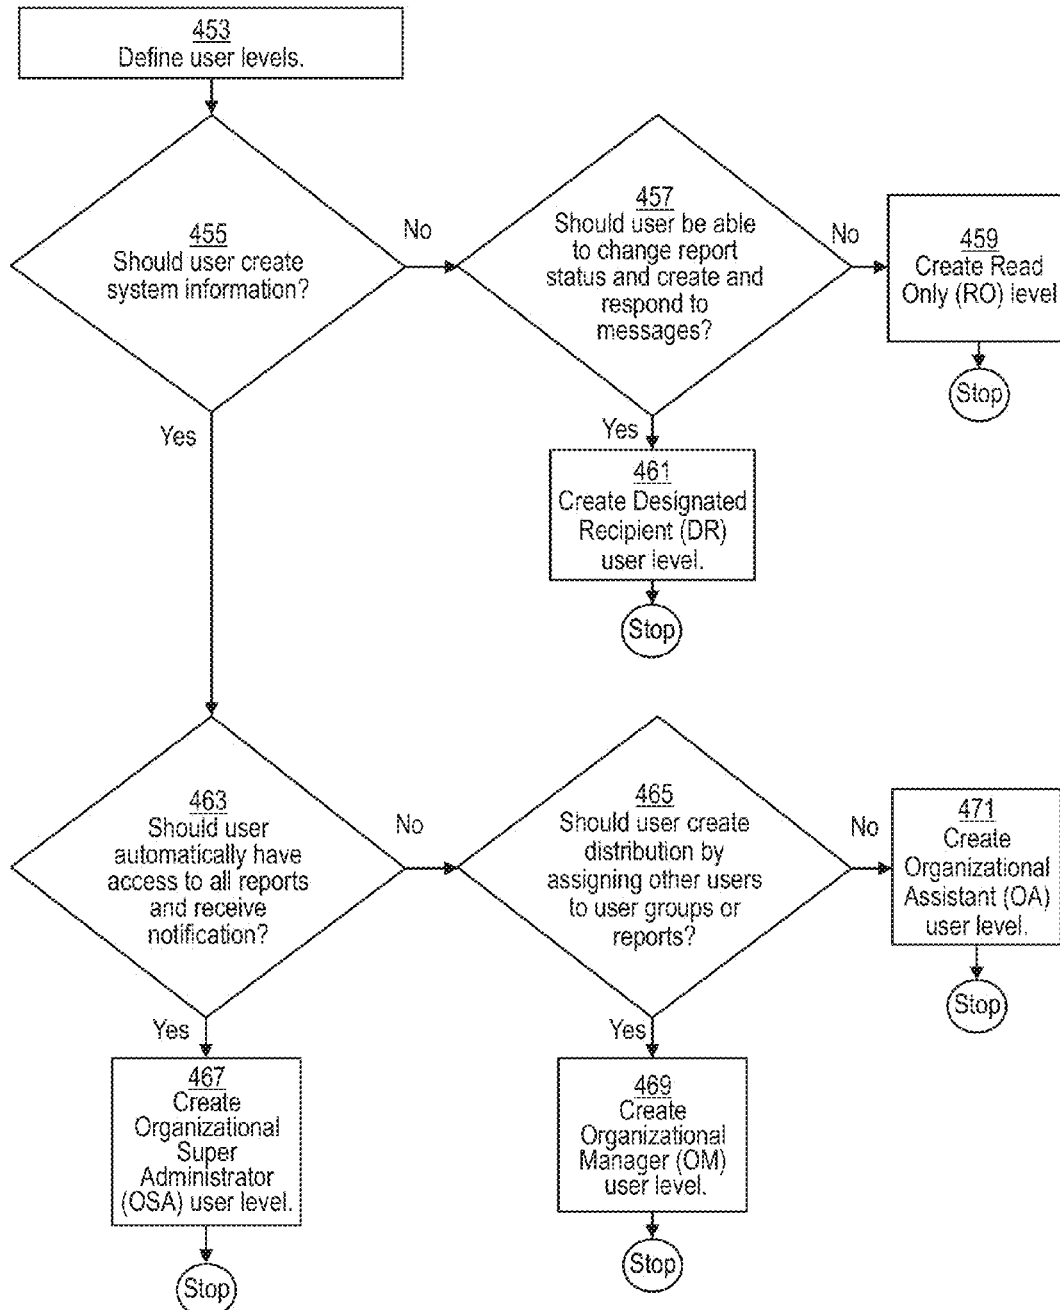 453
Define user levels.
455
Should user create
system information?
No
457
Should user be able
to change report
status and create and
respond to
messages?
No
459
Create Read
Only (RO) level
Stop
Yes
Yes
461
Create Designated
Recipient (DR)
user level.
Stop
463
Should user
automatically have
access to all reports
and receive
notification?
No
465
Should user create
distribution by
assigning other users
to user groups or
reports?
No
471
Create
Organizational
Assistant (OA)
user level.
Stop
Yes
467
Create
Organizational
Super
Administrator
(OSA) user level.
Stop
Yes
469
Create
Organizational
Manager (OM)
user level.
Stop